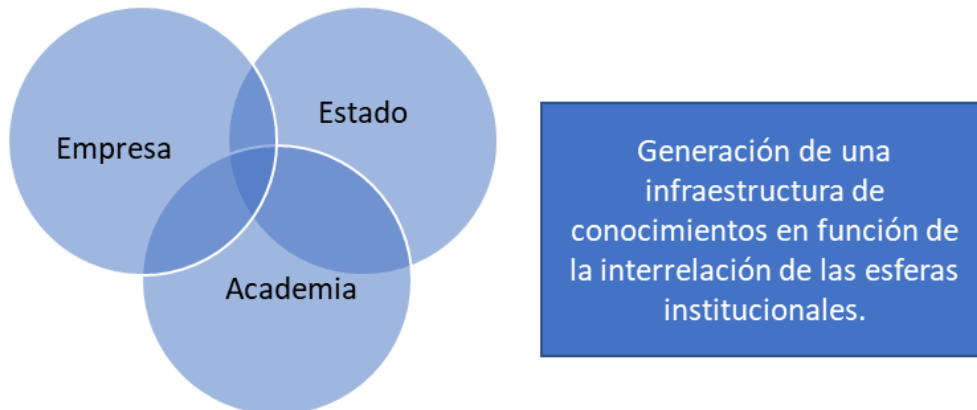 Empresa
Estado
Academia
Generación de una
infraestructura de
conocimientos en función de
la interrelación de las esferas
institucionales.